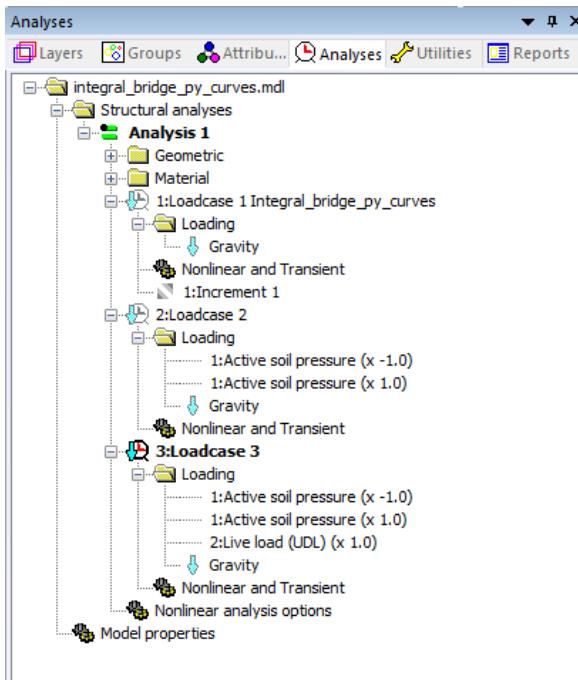 Analyses
Layers Groups Attribu... Analyses Utilities Reports
integral_bridge_py_curves.mdl
Structural analyses
Analysis 1
Geometric
Material
1:Loadcase 1 Integral_bridge_py_curves
Loading
Gravity
Nonlinear and Transient
1:Increment 1
2:Loadcase 2
Loading
1:Active soil pressure (x -1.0)
1:Active soil pressure (x 1.0)
Gravity
Nonlinear and Transient
3:Loadcase 3
Loading
1:Active soil pressure (x -1.0)
1:Active soil pressure (x 1.0)
2:Live load (UDL) (x 1.0)
Gravity
Nonlinear and Transient
Nonlinear analysis options
Model properties